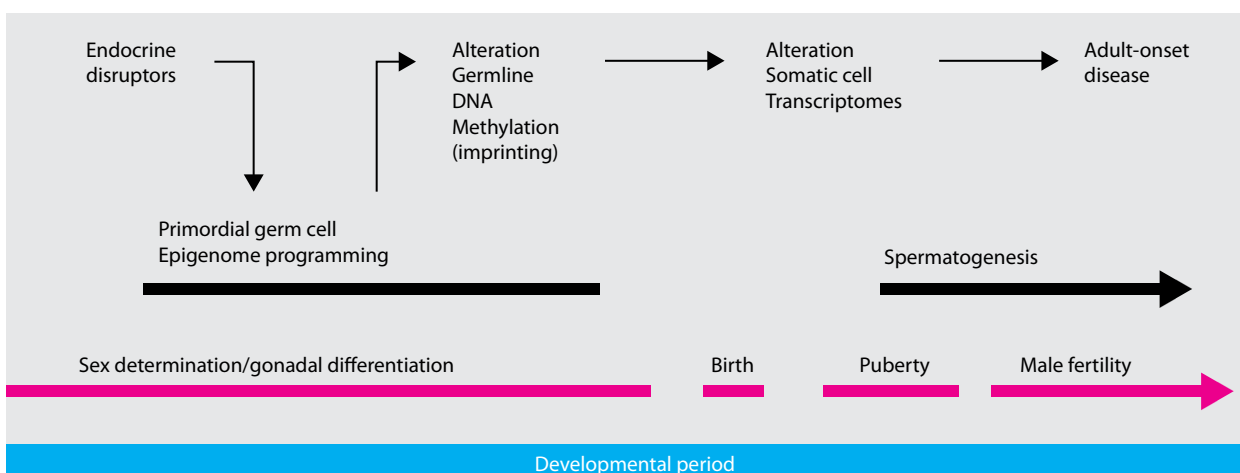 Endocrine
disruptors
Alteration
Germline
DNA
Methylation
(imprinting)
Alteration
Somatic cell
Transcriptomes
Adult-onset
disease
Primordial germ cell
Epigenome programming
Spermatogenesis
Sex determination/gonadal differentiation
Birth
Puberty
Male fertility
Developmental period